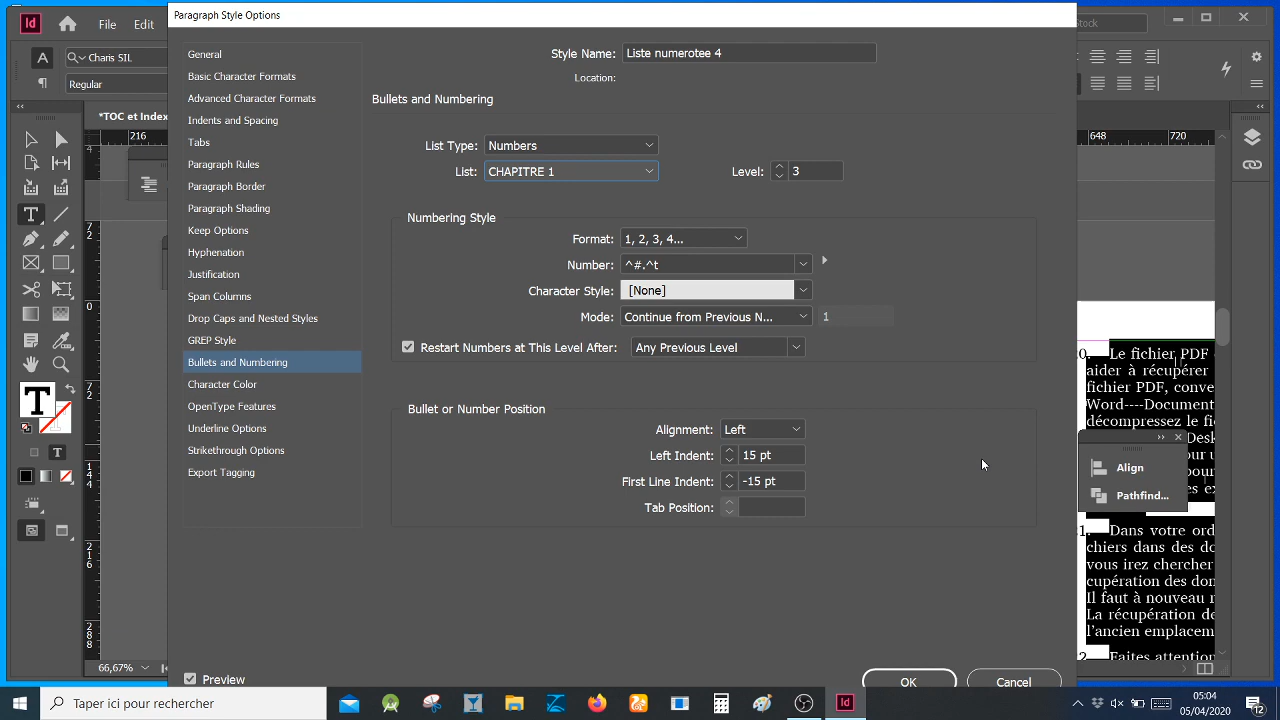 Paragraph Style Options
Id
File
Edit
Stock
A
Charis SIL
Regular
*TOC et Index
216
648
720
General
Basic Character Formats
Advanced Character Formats
Indents and Spacing
Tabs
Paragraph Rules
Paragraph Border
Paragraph Shading
Keep Options
Hyphenation
Justification
Span Columns
Drop Caps and Nested Styles
GREP Style
Bullets and Numbering
Character Color
OpenType Features
Underline Options
Strikethrough Options
Export Tagging
Style Name: Liste numerotee 4
Location:
Bullets and Numbering
List Type: Numbers
List: CHAPITRE 1
Level: 3
Numbering Style
Format: 1, 2, 3, 4...
Number: ^#.^t
Character Style: [None]
Mode: Continue from Previous N... 1
Restart Numbers at This Level After: Any Previous Level
Bullet or Number Position
Alignment: Left
Left Indent: 15 pt
First Line Indent: -15 pt
Tab Position:
Preview
OK
Cancel
Le fichier PDF
aider à récupérer
fichier PDF, conve
Word----Document
décompressez le fi
Align
Pathfind...
21. Dans votre ord
chiers dans des do
vous irez chercher
cupération des don
Il faut à nouveau r
La récupération de
l'ancien emplacem
Faites attention
66,67%
Taper ici pour rechercher
Id
05:04
05/04/2020
12